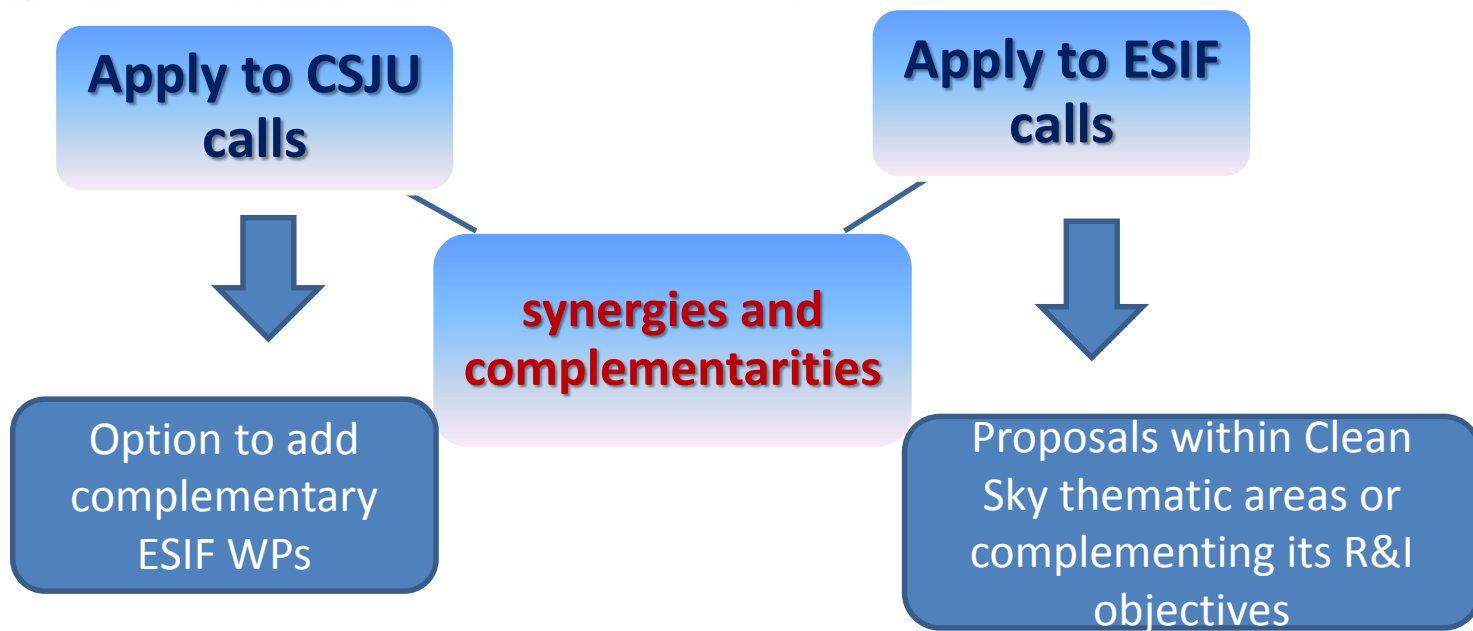 Apply to CSJU
calls
Apply to ESIF
calls
synergies and
complementarities
Option to add
complementary
ESIF WPs
Proposals within Clean
Sky thematic areas or
complementing its R&I
objectives